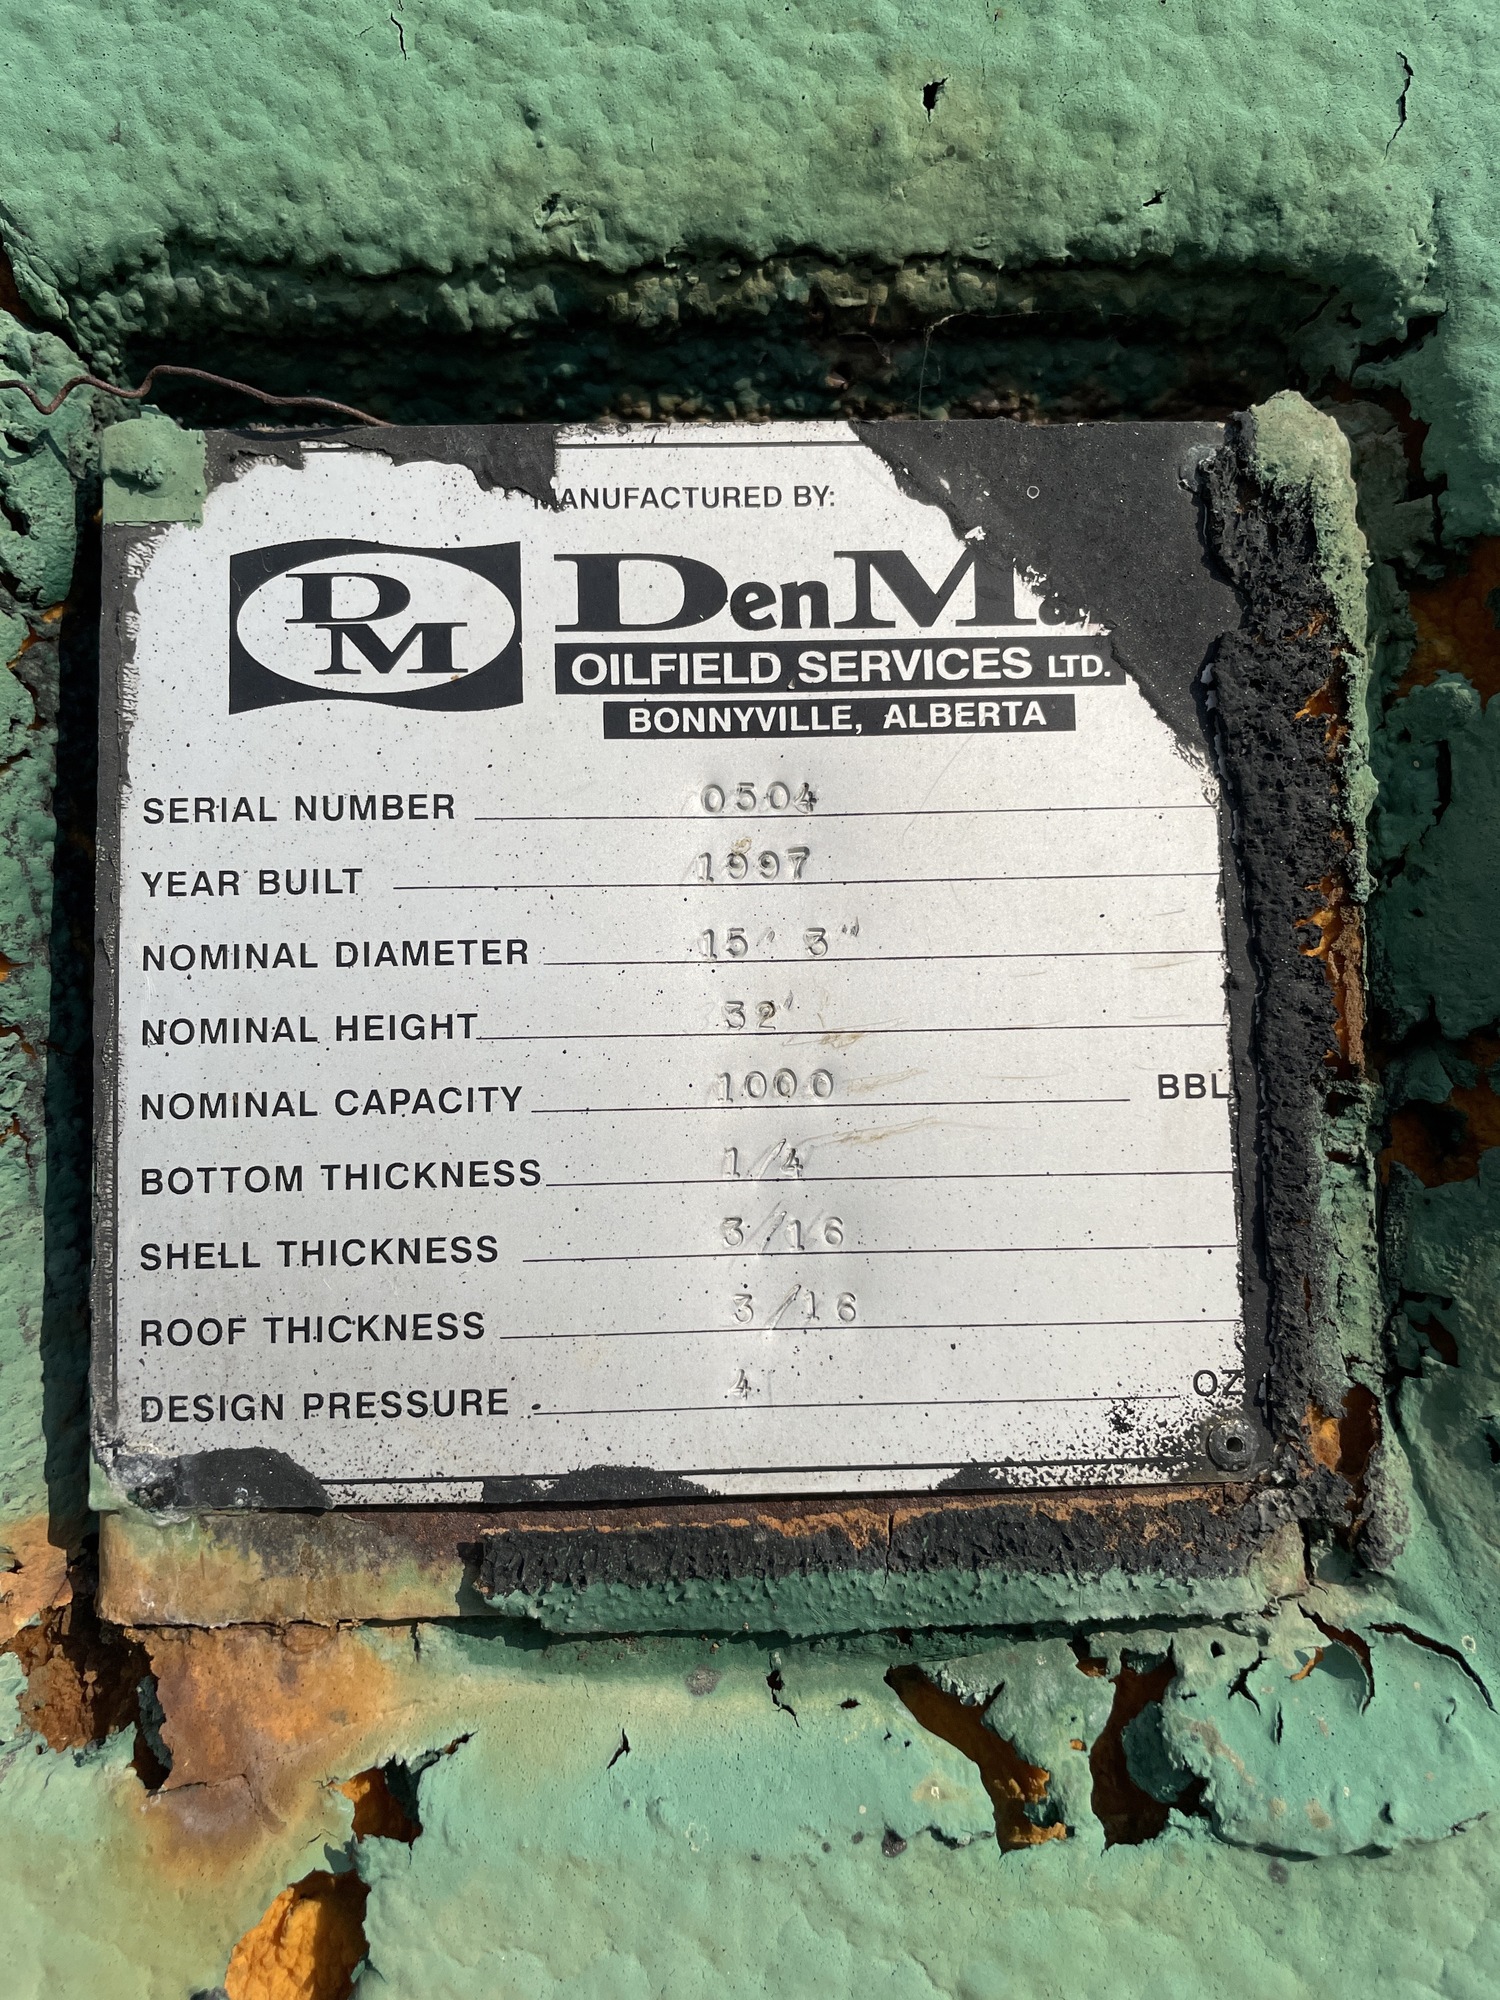 MANUFACTURED BY:
DM
DenMa
OILFIELD SERVICES LTD.
BONNYVILLE, ALBERTA
SERIAL NUMBER 0504
YEAR BUILT 1997
NOMINAL DIAMETER 15' 3"
NOMINAL HEIGHT 32'
NOMINAL CAPACITY 1000 BBL
BOTTOM THICKNESS 1/4
SHELL THICKNESS 3/16
ROOF THICKNESS 3/16
DESIGN PRESSURE 4 OZ